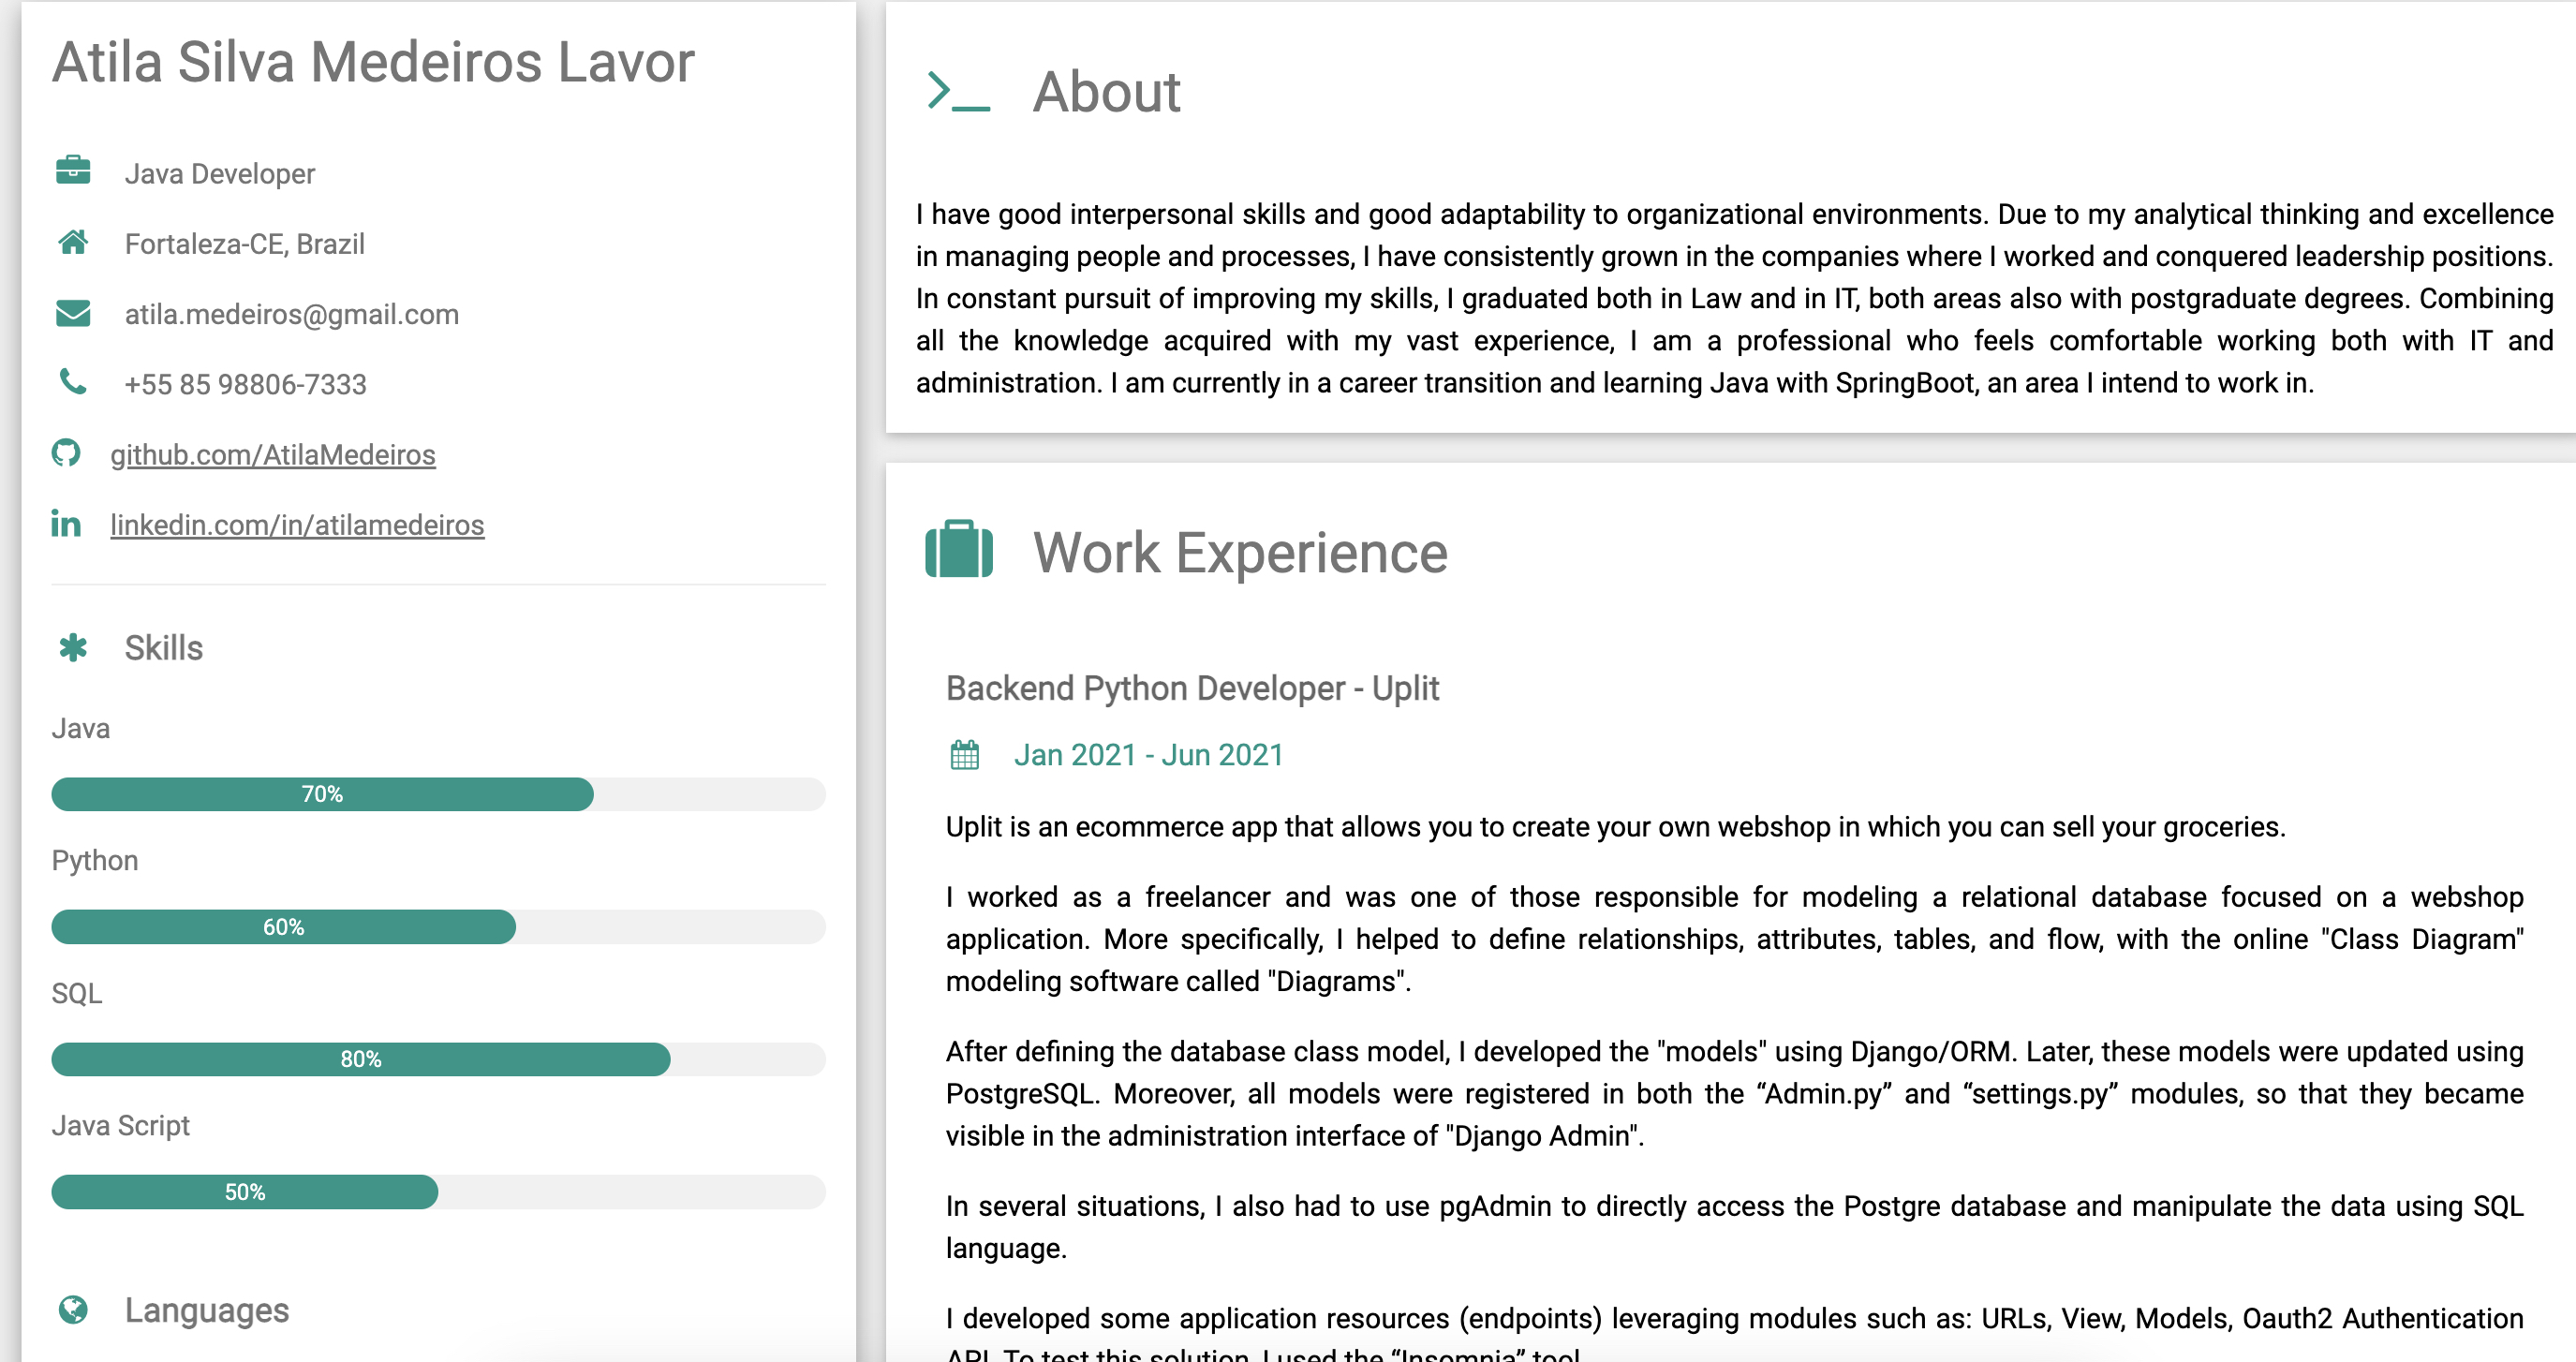 Atila Silva Medeiros Lavor
Java Developer
Fortaleza-CE, Brazil
atila.medeiros@gmail.com
+55 85 98806-7333
github.com/AtilaMedeiros
linkedin.com/in/atilamedeiros
Skills
Java
70%
Python
60%
SQL
80%
Java Script
50%
Languages
About
I have good interpersonal skills and good adaptability to organizational environments. Due to my analytical thinking and excellence
in managing people and processes, I have consistently grown in the companies where I worked and conquered leadership positions.
In constant pursuit of improving my skills, I graduated both in Law and in IT, both areas also with postgraduate degrees. Combining
all the knowledge acquired with my vast experience, I am a professional who feels comfortable working both with IT and
administration. I am currently in a career transition and learning Java with SpringBoot, an area I intend to work in.
Work Experience
Backend Python Developer - Uplit
Jan 2021 - Jun 2021
Uplit is an ecommerce app that allows you to create your own webshop in which you can sell your groceries.
I worked as a freelancer and was one of those responsible for modeling a relational database focused on a webshop
application. More specifically, I helped to define relationships, attributes, tables, and flow, with the online "Class Diagram"
modeling software called "Diagrams".
After defining the database class model, I developed the "models" using Django/ORM. Later, these models were updated using
PostgreSQL. Moreover, all models were registered in both the “Admin.py” and “settings.py” modules, so that they became
visible in the administration interface of "Django Admin".
In several situations, I also had to use pgAdmin to directly access the Postgre database and manipulate the data using SQL
language.
I developed some application resources (endpoints) leveraging modules such as: URLs, View, Models, Oauth2 Authentication
API. To test this solution, I used the “Insomnia” tool.